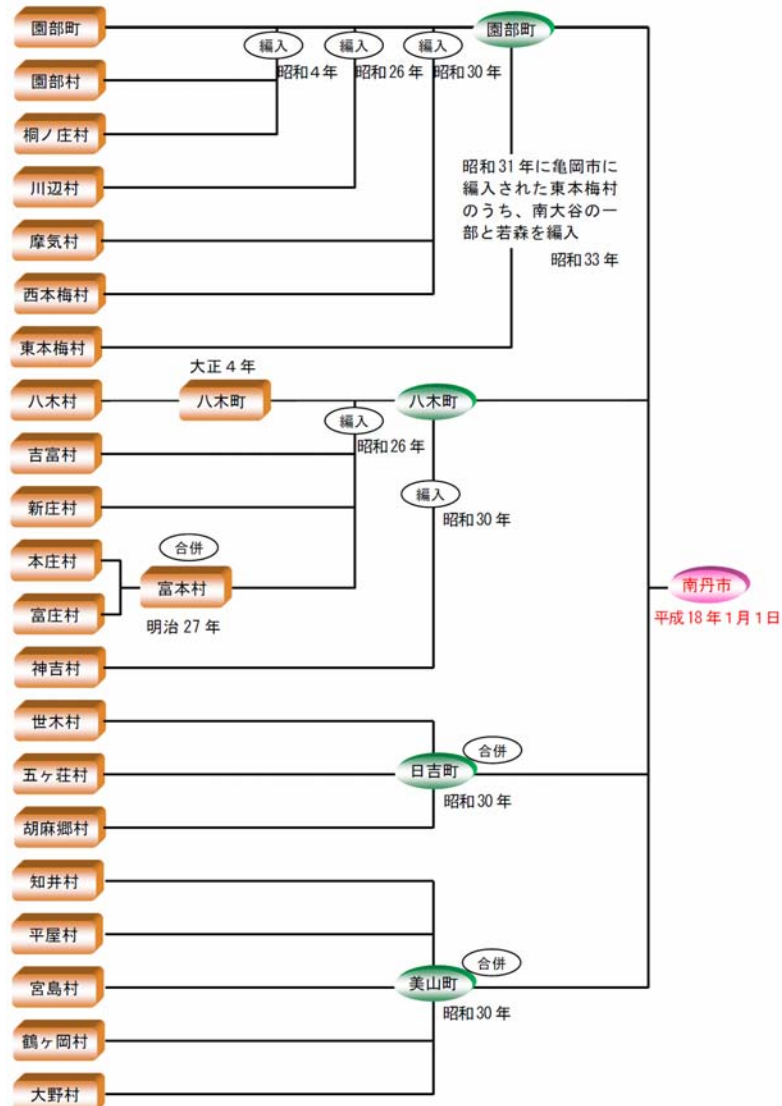 園部町
園部町
編入
編入
編入
昭和4年
昭和26年
昭和30年
園部村
桐ノ庄村
川辺村
昭和31年に亀岡市に
編入された東本梅村
のうち、南大谷の一
部と若森を編入
昭和33年
摩気村
西本梅村
東本梅村
大正4年
八木村
八木町
八木町
編入
昭和26年
吉富村
編入
昭和30年
新庄村
合併
本庄村
富本村
富庄村
明治27年
南丹市
平成18年1月1日
神吉村
世木村
合併
五ヶ荘村
日吉町
昭和30年
胡麻郷村
知井村
平屋村
合併
宮島村
美山町
昭和30年
鶴ヶ岡村
大野村